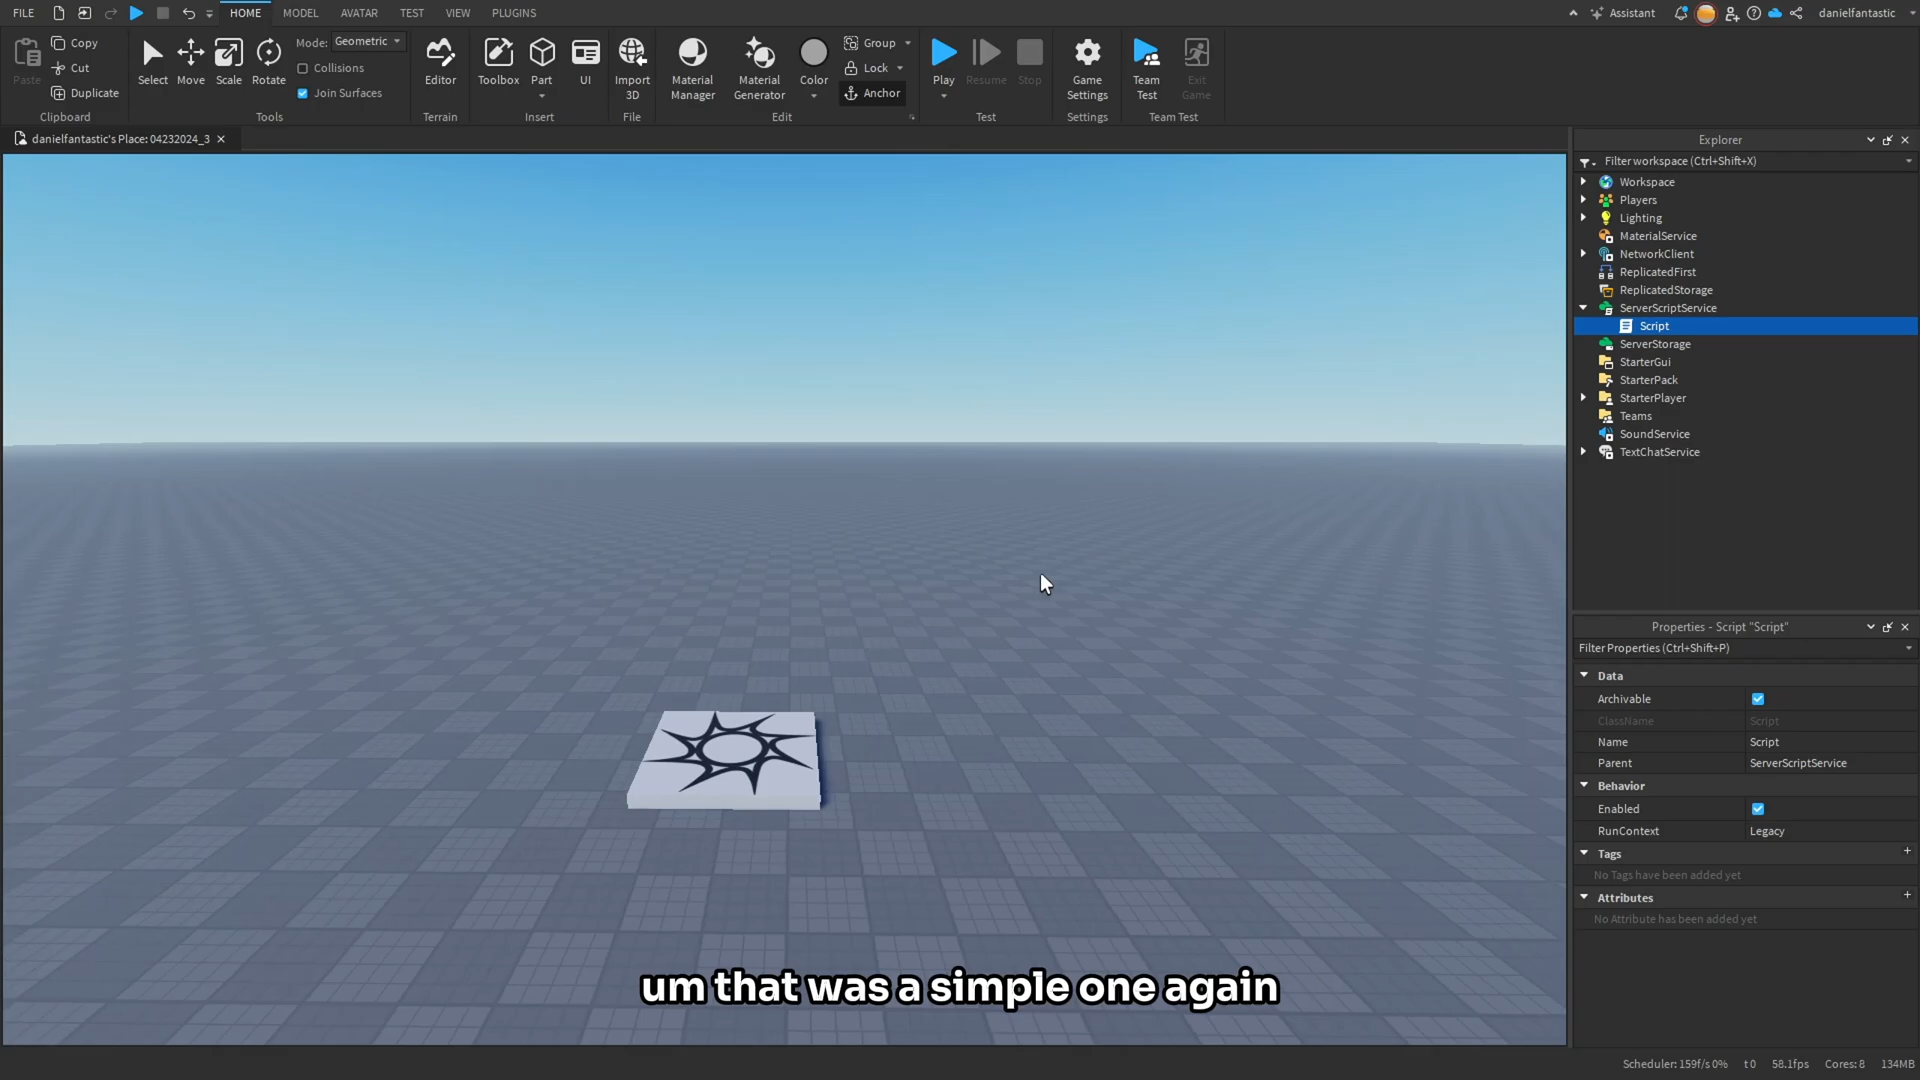 FILE HOME MODEL AVATAR TEST VIEW PLUGINS Assistant danielfantastic
Paste Copy Cut Duplicate
Clipboard
Select Move Scale Rotate
Mode: Geometric
Collisions
Join Surfaces
Tools
Editor
Terrain
Toolbox Part UI
Insert
Import 3D
File
Material Manager
Material Generator
Color
Group
Lock
Anchor
Edit
Play Resume Stop
Test
Game Settings
Settings
Team Test
Exit Game
Team Test
danielfantastic's Place: 04232024_3
Explorer
Filter workspace (Ctrl+Shift+X)
Workspace
Players
Lighting
MaterialService
NetworkClient
ReplicatedFirst
ReplicatedStorage
ServerScriptService
Script
ServerStorage
StarterGui
StarterPack
StarterPlayer
Teams
SoundService
TextChatService
Properties - Script "Script"
Filter Properties (Ctrl+Shift+P)
Data
Archivable
ClassName Script
Name Script
Parent ServerScriptService
Behavior
Enabled
RunContext Legacy
Tags
No Tags have been added yet
Attributes
No Attribute has been added yet
um that was a simple one again
Scheduler: 159f/s 0% t 0 58.1fps Cores: 8 134MB